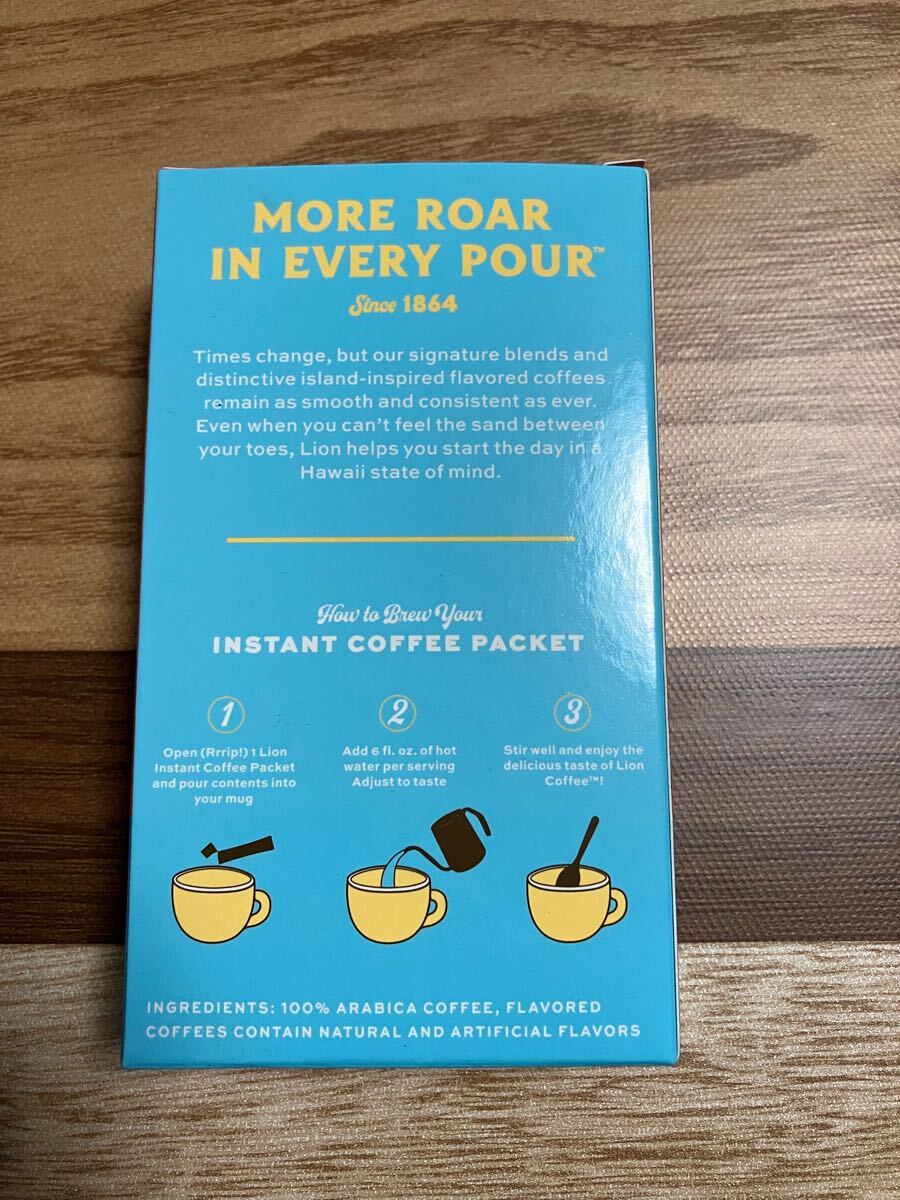 MORE ROAR
IN EVERY POUR™
Since 1864
Times change, but our signature blends and
distinctive island-inspired flavored coffees
remain as smooth and consistent as ever.
Even when you can't feel the sand between
your toes, Lion helps you start the day in a
Hawaii state of mind.
How to Brew Your
INSTANT COFFEE PACKET
1
Open (Rrrip!) 1 Lion
Instant Coffee Packet
and pour contents into
your mug
2
Add 6 fl. oz. of hot
water per serving
Adjust to taste
3
Stir well and enjoy the
delicious taste of Lion
Coffee™!
INGREDIENTS: 100% ARABICA COFFEE, FLAVORED
COFFEES CONTAIN NATURAL AND ARTIFICIAL FLAVORS